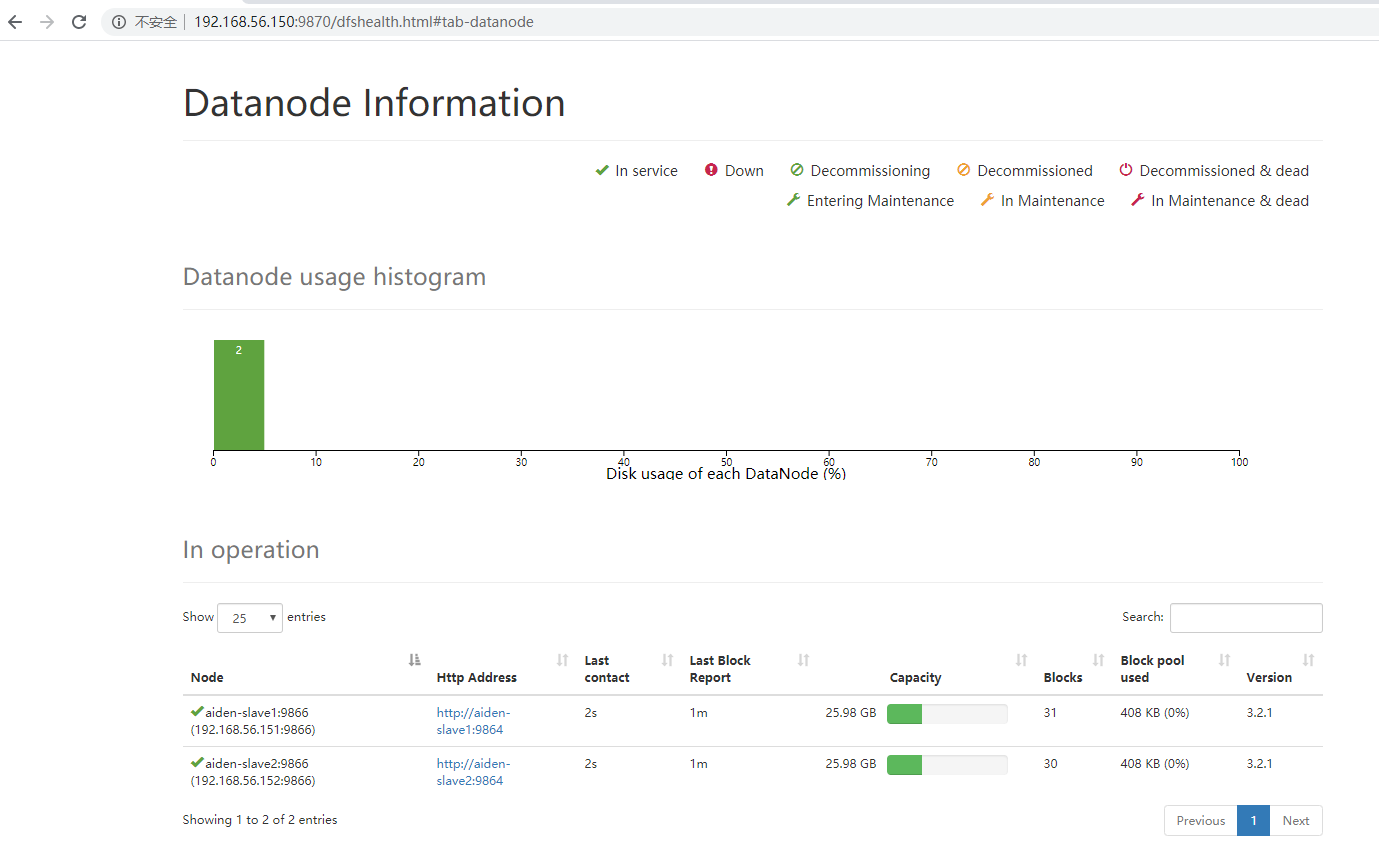 不安全 192.168.56.150:9870/dfshealth.html#tab-datanode
Datanode Information
In service Down Decommissioning Decommissioned Decommissioned & dead
Entering Maintenance In Maintenance In Maintenance & dead
Datanode usage histogram
2
0 10 20 30 40 50 60 70 80 90 100
Disk usage of each DataNode (%)
In operation
Show 25 entries Search:
Node Http Address Last contact Last Block Report Capacity Blocks Block pool used Version
aiden-slave1:9866 http://aiden- 2s 1m 25.98 GB 31 408 KB (0%) 3.2.1
(192.168.56.151:9866) slave1:9864
aiden-slave2:9866 http://aiden- 2s 1m 25.98 GB 30 408 KB (0%) 3.2.1
(192.168.56.152:9866) slave2:9864
Showing 1 to 2 of 2 entries Previous 1 Next